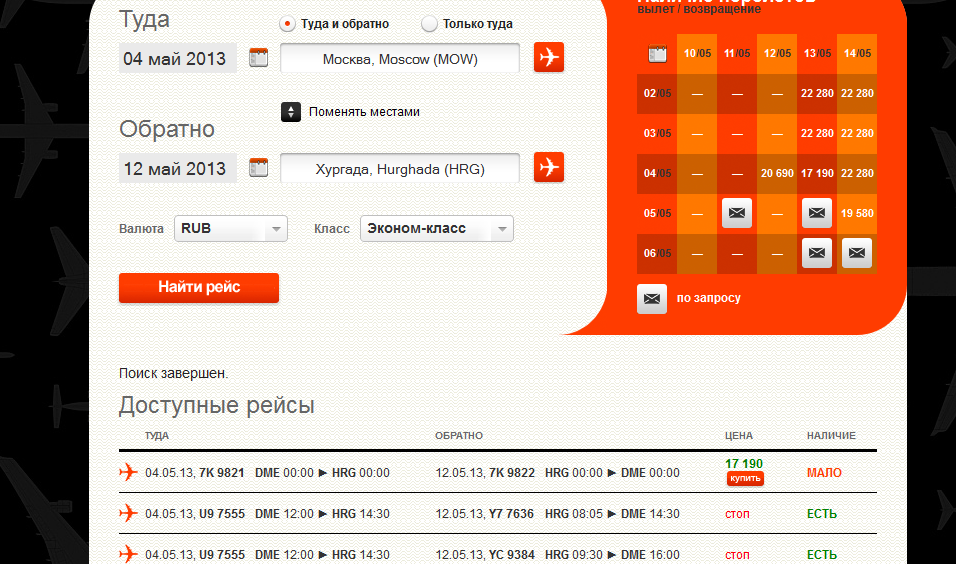 Туда
Туда и обратно Только туда
04 май 2013 Москва, Moscow (MOW)
Поменять местами
Обратно
12 май 2013 Хургада, Hurghada (HRG)
Валюта RUB Класс Эконом-класс
Найти рейс
вылет / возвращение
10/05 11/05 12/05 13/05 14/05
02/05 — — — 22 280 22 280
03/05 — — — 22 280 22 280
04/05 — — 20 690 17 190 22 280
05/05 — — 19 580
06/05 — — —
по запросу
Поиск завершен.
Доступные рейсы
ТУДА ОБРАТНО ЦЕНА НАЛИЧИЕ
04.05.13, 7K 9821 DME 00:00 ▶ HRG 00:00 12.05.13, 7K 9822 HRG 00:00 ▶ DME 00:00 17 190 МАЛО
купить
04.05.13, U9 7555 DME 12:00 ▶ HRG 14:30 12.05.13, Y7 7636 HRG 08:05 ▶ DME 14:30 стоп ЕСТЬ
04.05.13, U9 7555 DME 12:00 ▶ HRG 14:30 12.05.13, YC 9384 HRG 09:30 ▶ DME 16:00 стоп ЕСТЬ